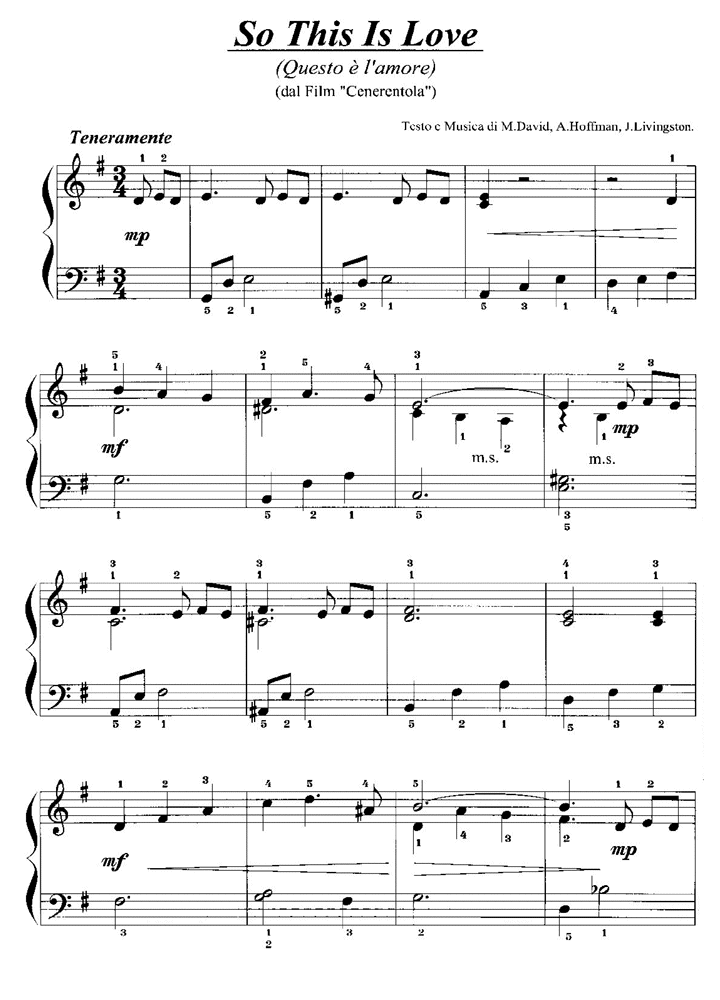 So This Is Love
(Questo è l'amore)
(dal Film "Cenerentola")
Testo e Musica di M.David, A.Hoffman, J.Livingston.
Teneramente
1 2 1
3 4
mp
3 4
5 2 1 5 2 1 5 3 1 4
5 2 1 2 3
1 4 3 5 4 1
mf 1 2 mp
m.s. m.s.
1 5 2 1 5 3
5
3 2 3 3 4 3
1 1 1 1 1
5 2 1 5 2 1 5 2 1 5 3 2
1 2 3 4 5 4 5 1 2
1 4 3 2
mf mp
3 2 1 3 4 2 5 1